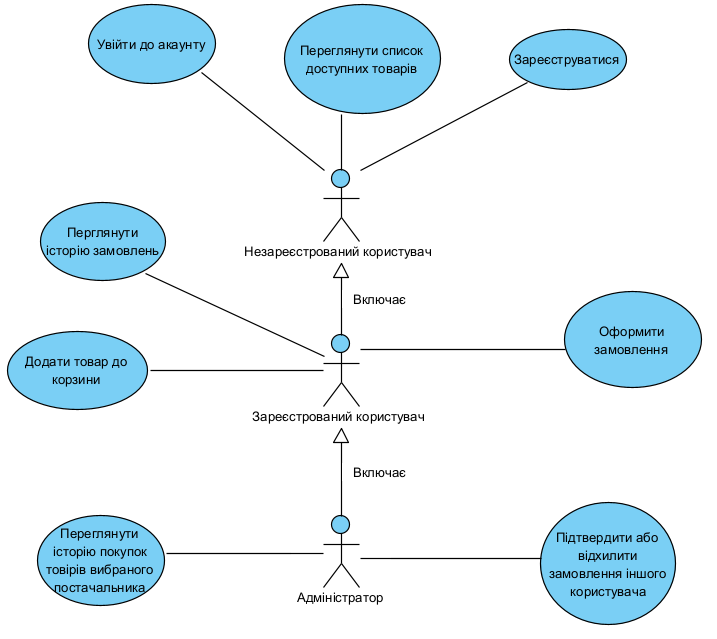 Увійти до акаунту
Переглянути список
доступних товарів
Зареєструватися
Незареєстрований користувач
Перглянути
історію замовлень
Включає
Оформити
замовлення
Додати товар до
корзини
Зареєстрований користувач
Включає
Переглянути
історію покупок
товірів вибраного
постачальника
Підтвердити або
відхилити
замовлення іншого
користувача
Адміністратор